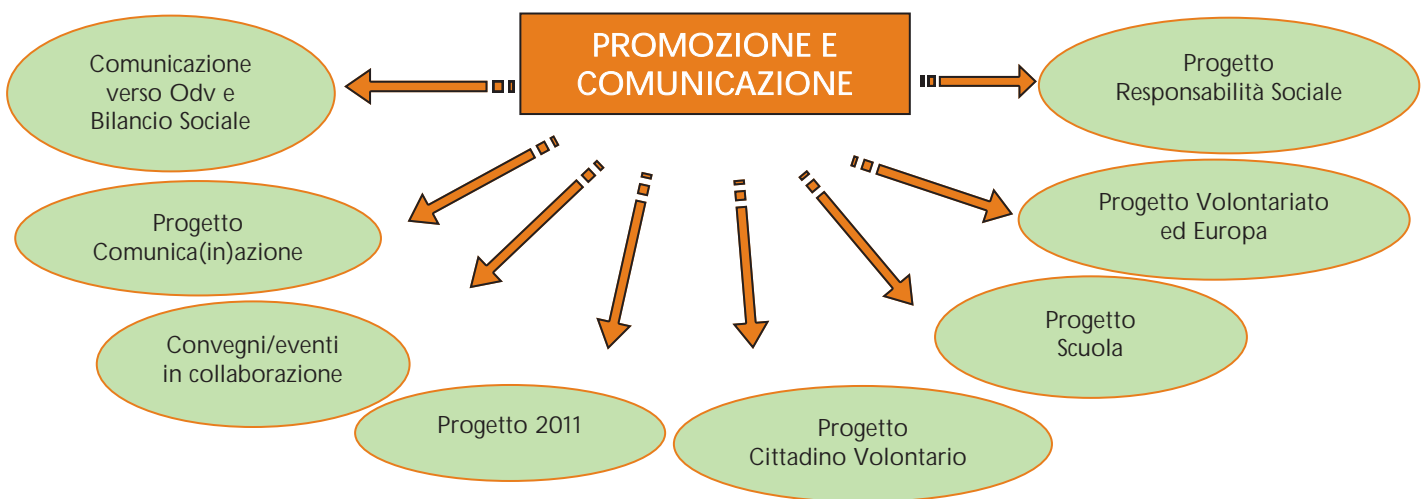 PROMOZIONE E
COMUNICAZIONE
Comunicazione
verso Odv e
Bilancio Sociale
Progetto
Comunica(in)azione
Convegni/eventi
in collaborazione
Progetto 2011
Progetto
Cittadino Volontario
Progetto
Scuola
Progetto Volontariato
ed Europa
Progetto
Responsabilità Sociale